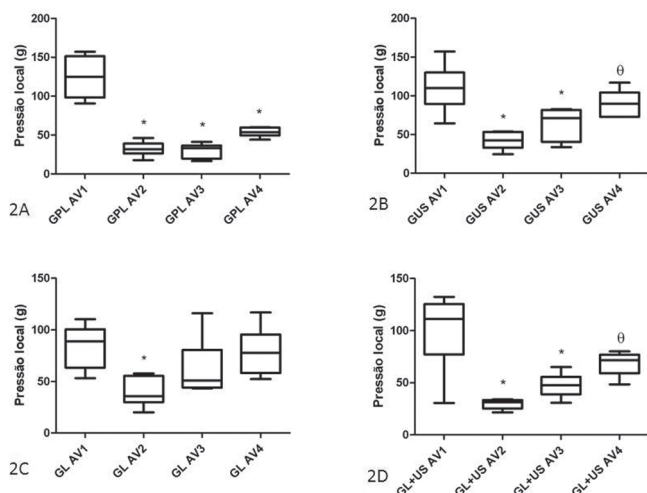 Pressão local (g)
200
150
100
50
0
*
*
*
GPL AV1
GPL AV2
GPL AV3
GPL AV4
2A
Pressão local (g)
200
150
100
50
0
*
*
θ
GUS AV1
GUS AV2
GUS AV3
GUS AV4
2B
Pressão local (g)
150
100
50
0
*
GL AV1
GL AV2
GL AV3
GL AV4
2C
Pressão local (g)
150
100
50
0
*
*
θ
GL+US AV1
GL+US AV2
GL+US AV3
GL+US AV4
2D